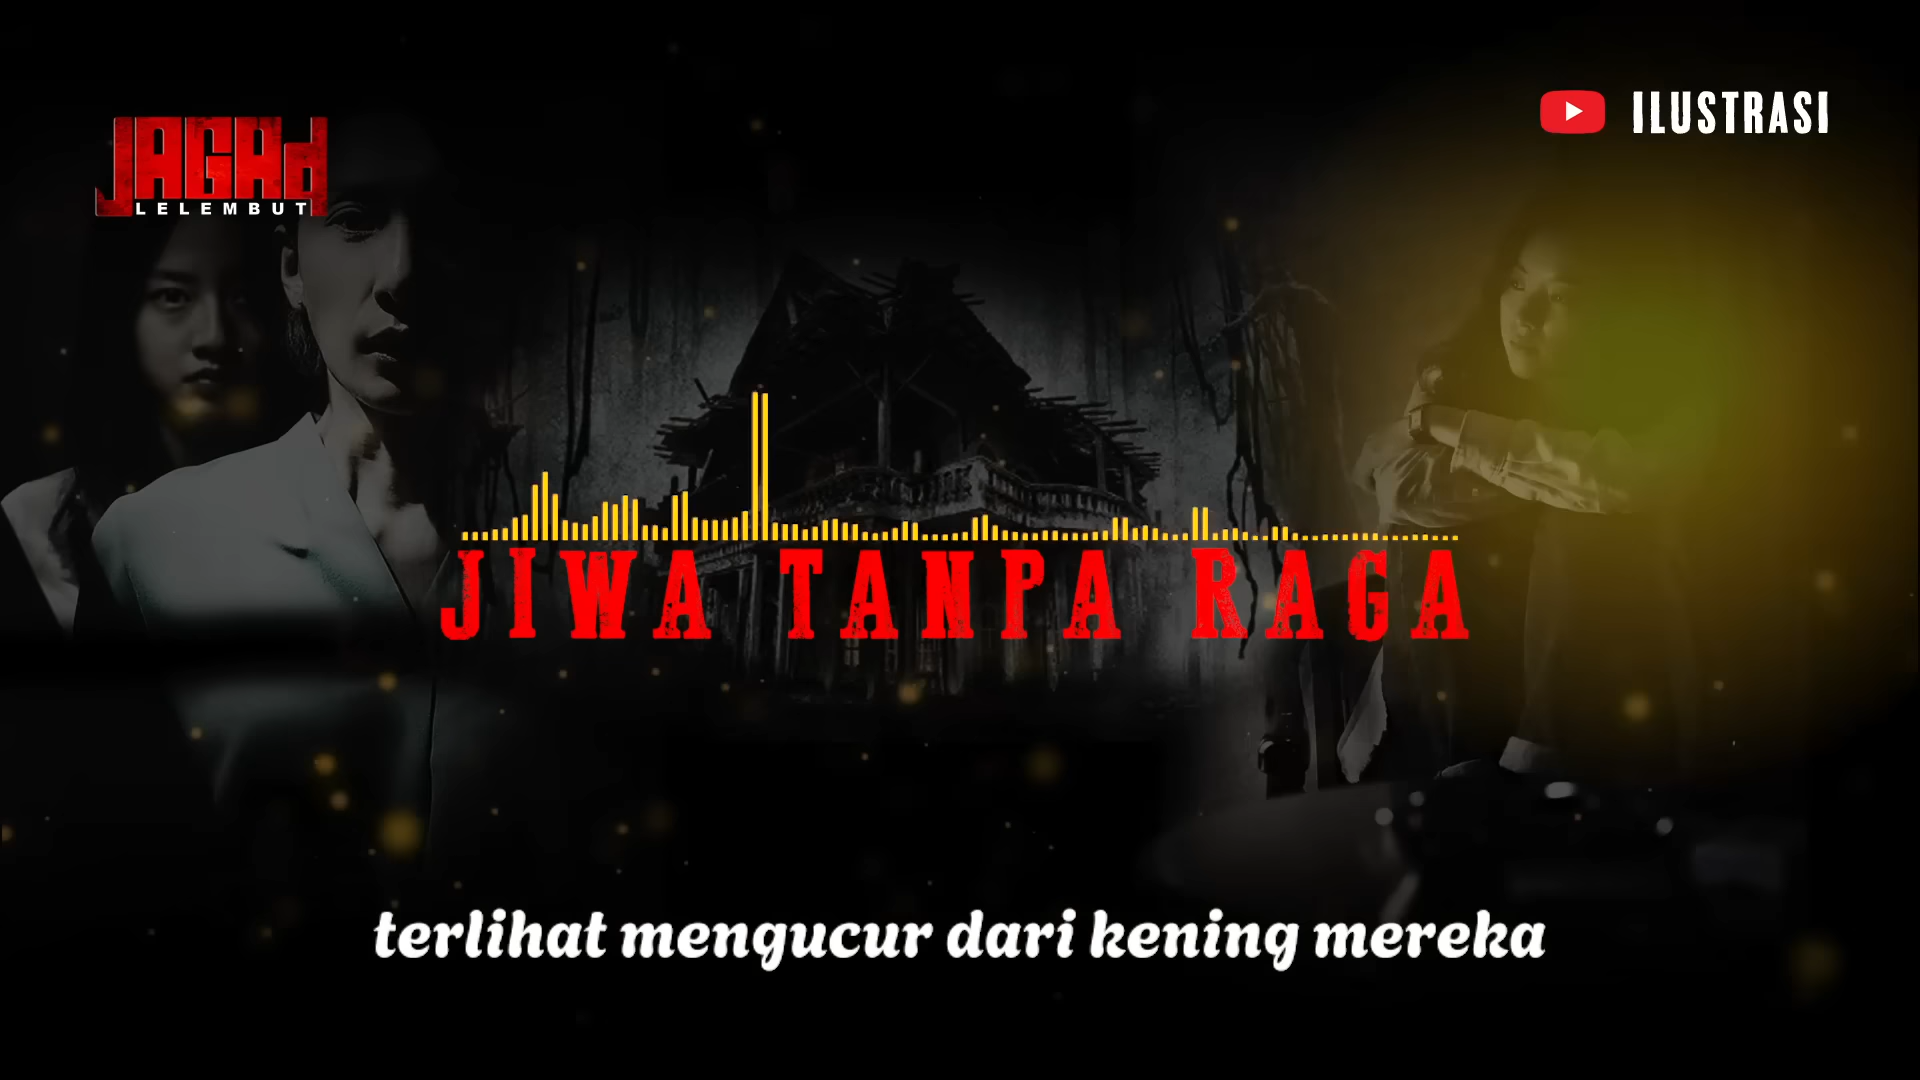 JAGAd
LELEMBUT
ILUSTRASI
JIWA TANPA RAGA
terlihat mengucur dari kening mereka